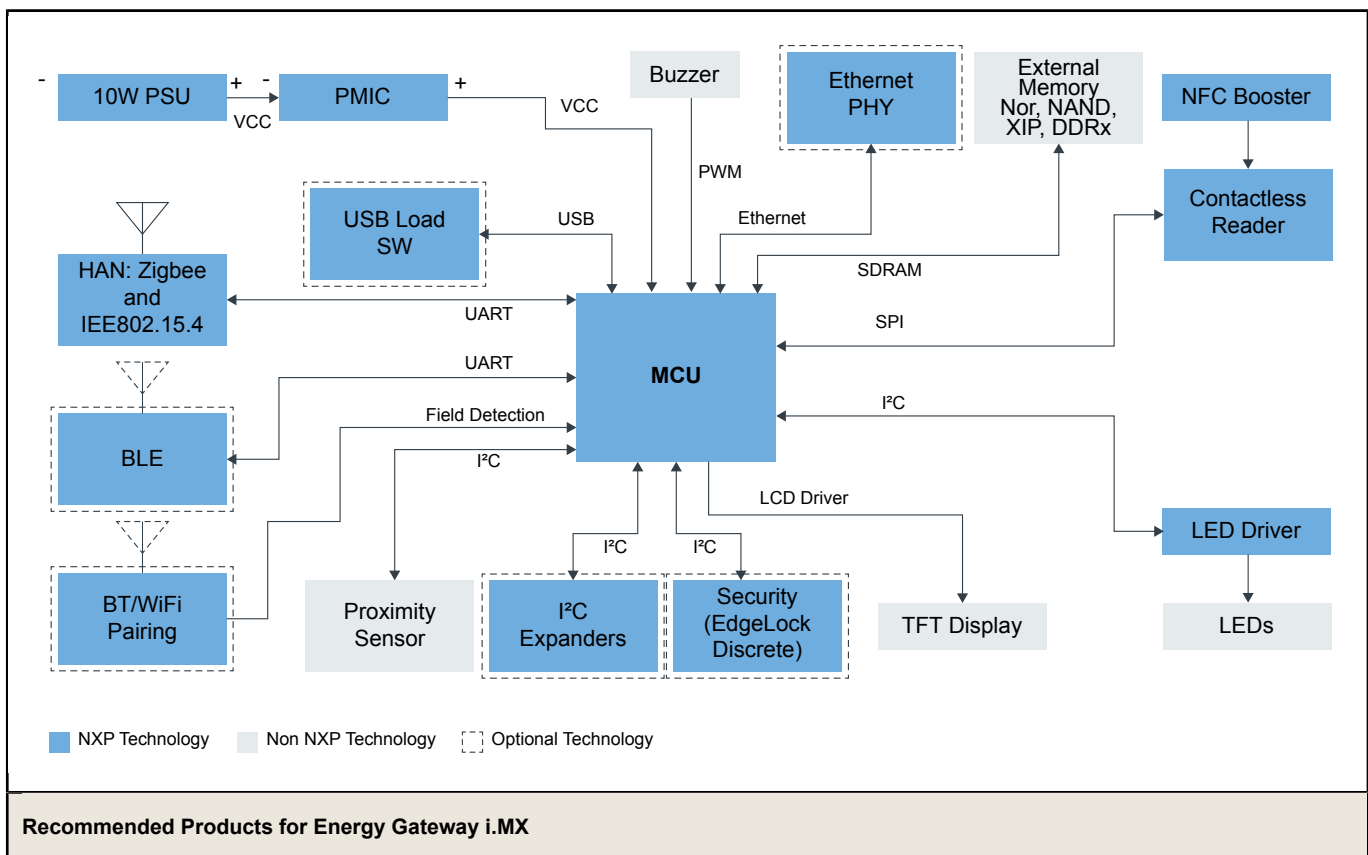 -
10W PSU
+
VCC
-
PMIC
+
VCC
Buzzer
PWM
Ethernet
PHY
Ethernet
External
Memory
Nor, NAND,
XIP, DDRx
SDRAM
NFC Booster
Contactless
Reader
SPI
USB Load
SW
USB
HAN: Zigbee
and
IEE802.15.4
UART
UART
MCU
I²C
BLE
Field Detection
I²C
BT/WiFi
Pairing
Proximity
Sensor
I²C
I²C
Expanders
I²C
Security
(EdgeLock
Discrete)
LCD Driver
TFT Display
LED Driver
LEDs
NXP Technology
Non NXP Technology
Optional Technology
Recommended Products for Energy Gateway i.MX